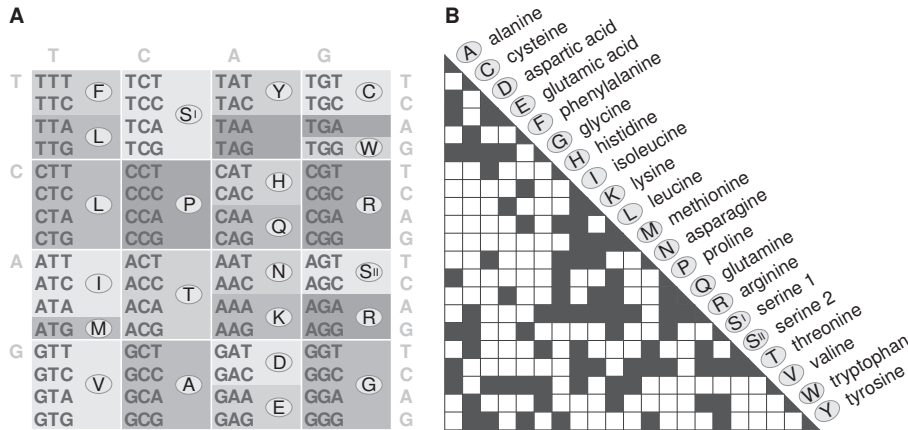 A
T C A G
T TTT F TCT SI TAT Y TGT C T
TTC TCC TAC TGC C
TTA L TCA TAA TGA A
TTG TCG TAG TGG W G
C CTT L CCT P CAT H CGT R T
CTC CCC CAC CGC C
CTA CCA CAA Q CGA A
CTG CCG CAG CGG G
A ATT I ACT T AAT N AGT SII T
ATC ACC AAC AGC C
ATA ACA AAA K AGA R A
ATG M ACG AAG AGG G
G GTT V GCT A GAT D GGT G T
GTC GCC GAC GGC C
GTA GCA GAA E GGA A
GTG GCG GAG GGG G
B
A alanine
C cysteine
D aspartic acid
E glutamic acid
F phenylalanine
G glycine
H histidine
I isoleucine
K lysine
L leucine
M methionine
N asparagine
P proline
Q glutamine
R arginine
SI serine 1
SII serine 2
T threonine
V valine
W tryptophan
Y tyrosine